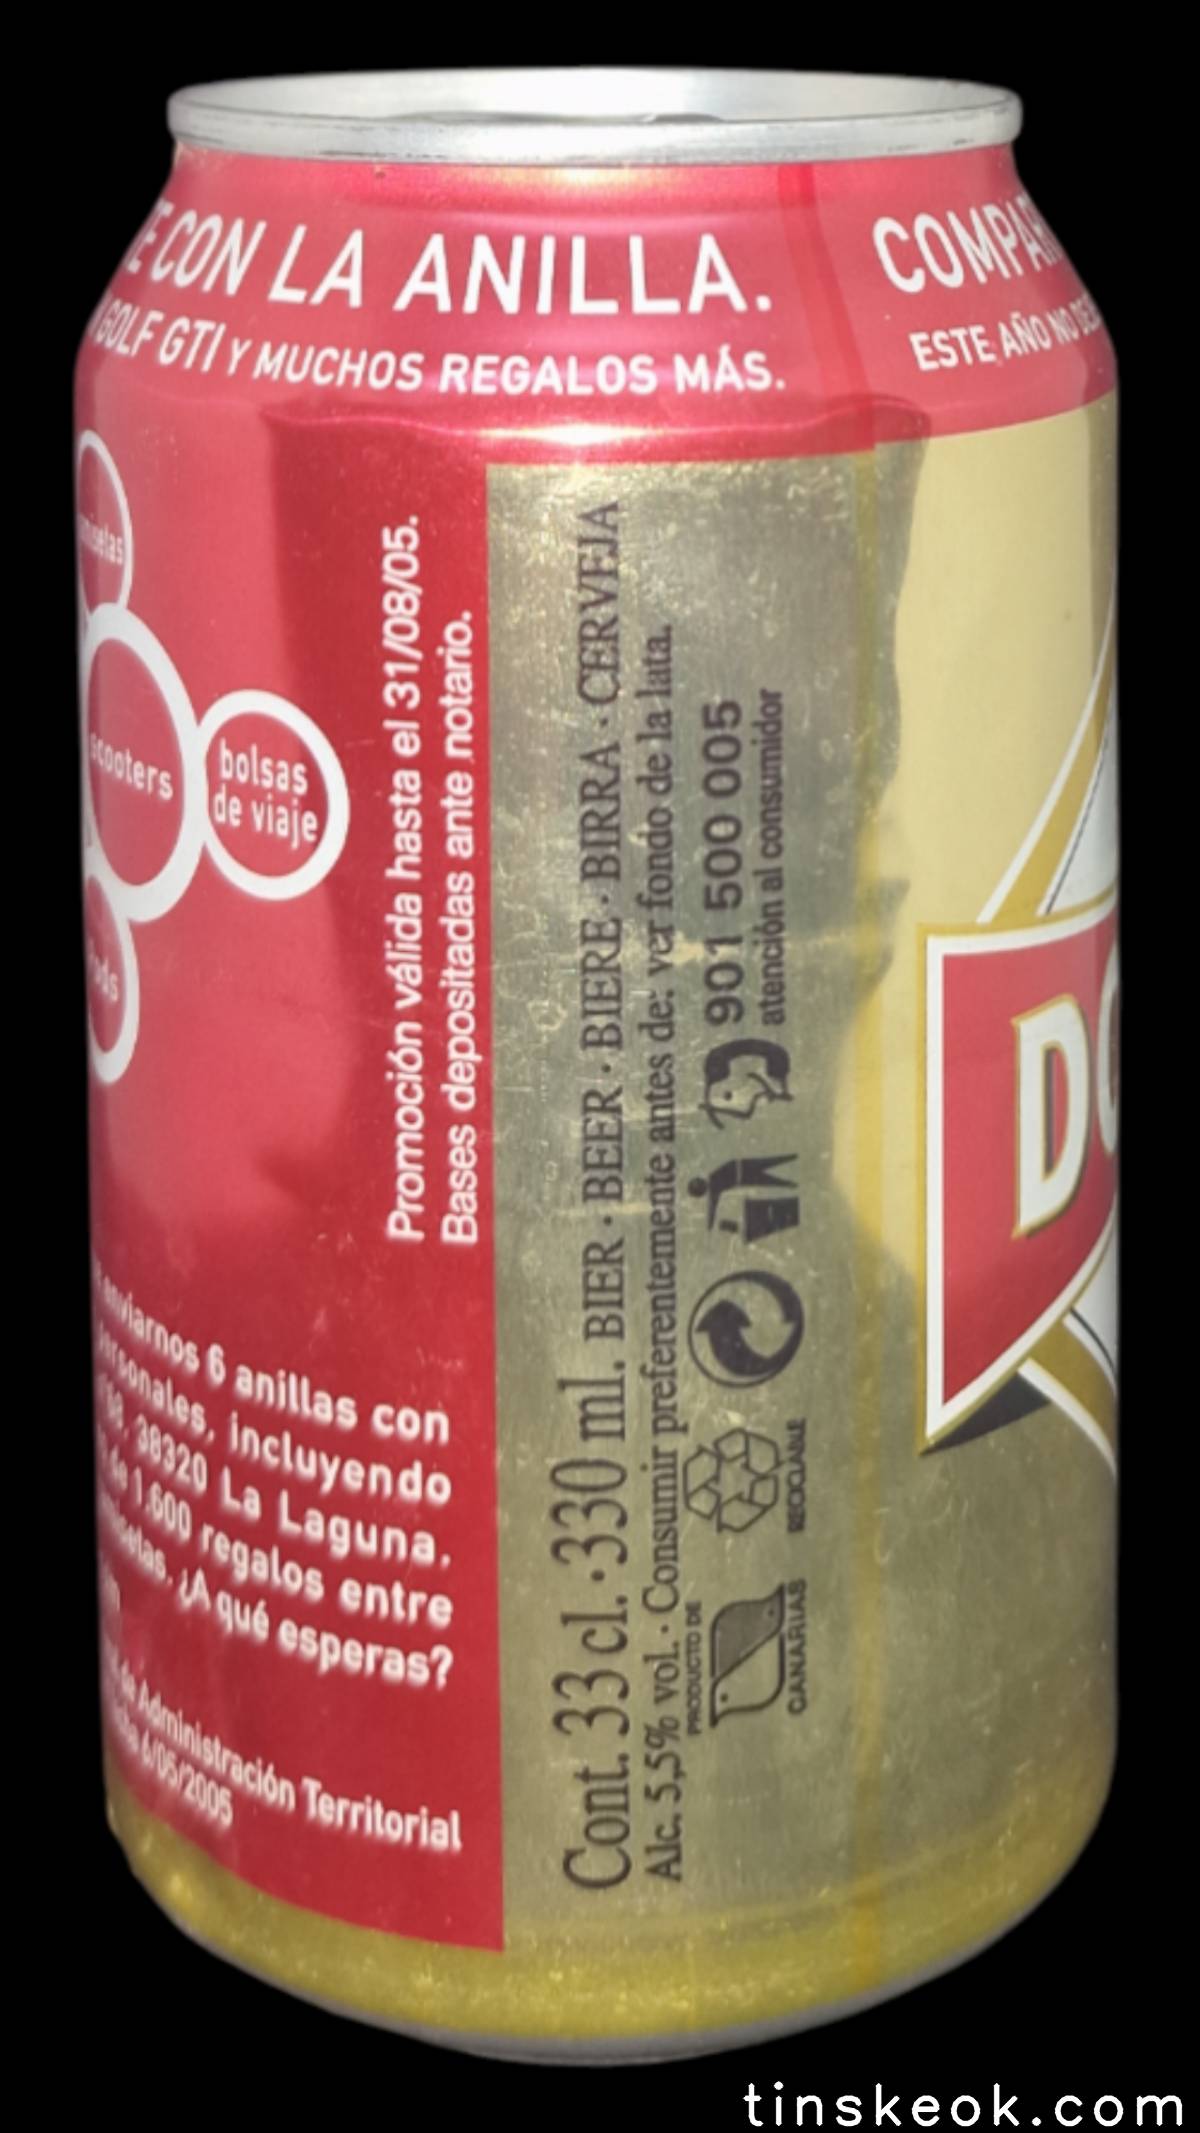 CON LA ANILLA.
GOLF GTI Y MUCHOS REGALOS MÁS.
COMPAR
ESTE AÑO NO DE
scooters
bolsas
de viaje
Promoción válida hasta el 31/08/05.
Bases depositadas ante notario.
enviarnos 6 anillas con
personales, incluyendo
38320 La Laguna.
de 1.600 regalos entre
¿A qué esperas?
de Administración Territorial
6/05/2005
Cont. 33 cl. · 330 ml. BIER · BEER · BIERE · BIRRA · CERVEJA
Alc. 5,5% vol. · Consumir preferentemente antes de: ver fondo de la lata.
PRODUCTO DE
CANARIAS
RECICLABLE
901 500 005
atención al consumidor
DO
tinskeok.com